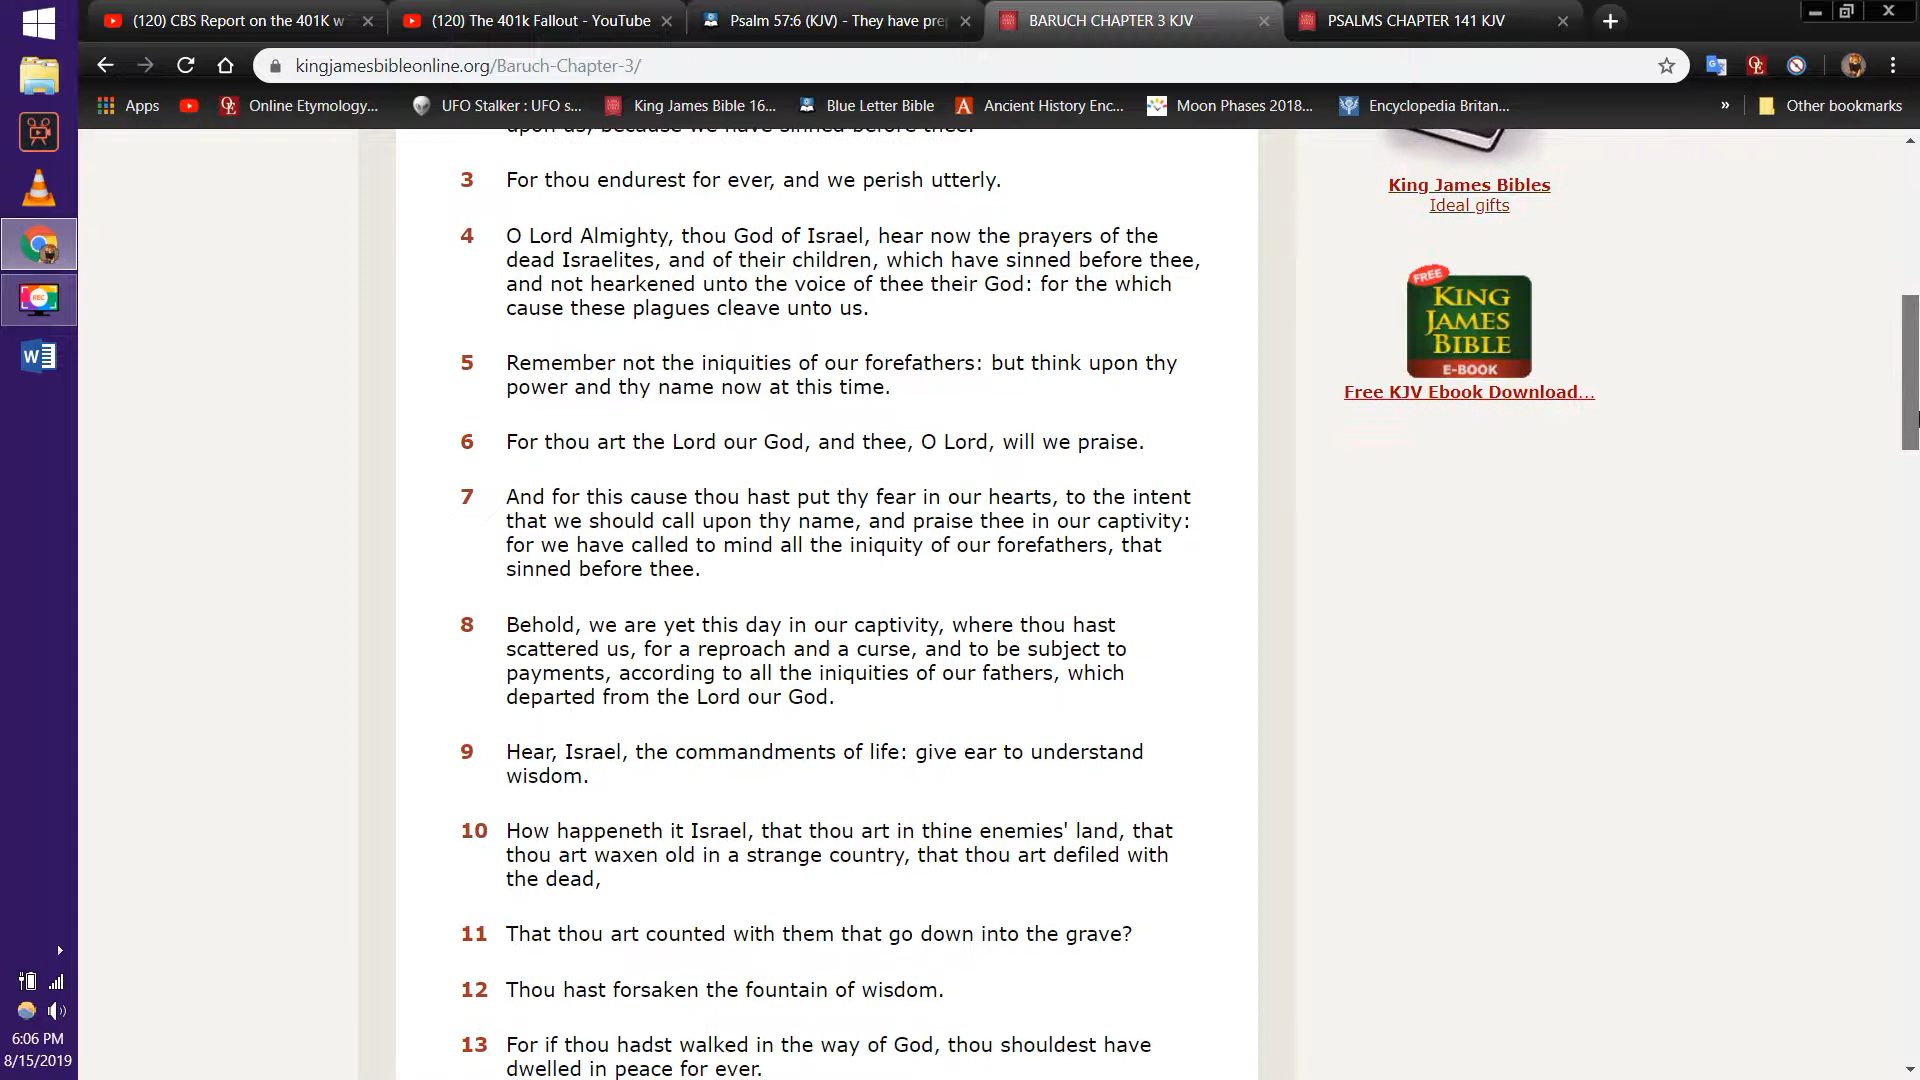 (120) CBS Report on the 401K w
(120) The 401k Fallout - YouTube
Psalm 57:6 (KJV) - They have prep
BARUCH CHAPTER 3 KJV
PSALMS CHAPTER 141 KJV
kingjamesbibleonline.org/Baruch-Chapter-3/
Apps
Online Etymology...
UFO Stalker : UFO s...
King James Bible 16...
Blue Letter Bible
Ancient History Enc...
Moon Phases 2018...
Encyclopedia Britan...
»
Other bookmarks
upon us, because we have sinned before thee.
3 For thou endurest for ever, and we perish utterly.
4 O Lord Almighty, thou God of Israel, hear now the prayers of the
dead Israelites, and of their children, which have sinned before thee,
and not hearkened unto the voice of thee their God: for the which
cause these plagues cleave unto us.
5 Remember not the iniquities of our forefathers: but think upon thy
power and thy name now at this time.
6 For thou art the Lord our God, and thee, O Lord, will we praise.
7 And for this cause thou hast put thy fear in our hearts, to the intent
that we should call upon thy name, and praise thee in our captivity:
for we have called to mind all the iniquity of our forefathers, that
sinned before thee.
8 Behold, we are yet this day in our captivity, where thou hast
scattered us, for a reproach and a curse, and to be subject to
payments, according to all the iniquities of our fathers, which
departed from the Lord our God.
9 Hear, Israel, the commandments of life: give ear to understand
wisdom.
10 How happeneth it Israel, that thou art in thine enemies' land, that
thou art waxen old in a strange country, that thou art defiled with
the dead,
11 That thou art counted with them that go down into the grave?
12 Thou hast forsaken the fountain of wisdom.
13 For if thou hadst walked in the way of God, thou shouldest have
dwelled in peace for ever.
King James Bibles
Ideal gifts
FREE
KING
JAMES
BIBLE
E-BOOK
Free KJV Ebook Download...
REC
W
6:06 PM
8/15/2019